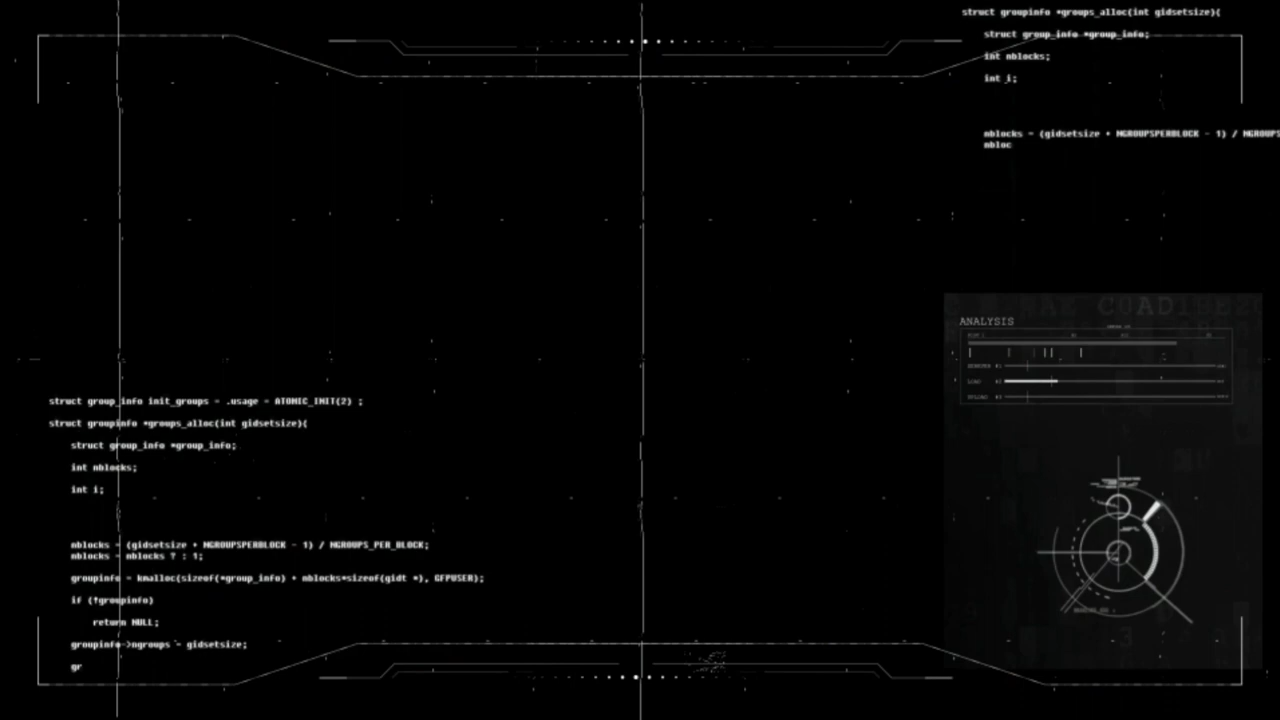 struct groupinfo *groups_alloc(int gidsetsize){
struct group_info *group_info;
int nblocks;
int i;
nblocks = (gidsetsize + NGROUPSPERBLOCK - 1) / NGROUPS
nbloc
ANALYSIS
struct group_info init_groups = .usage = ATOMIC_INIT(2) ;
struct groupinfo *groups_alloc(int gidsetsize){
struct group_info *group_info;
int nblocks;
int i;
nblocks = (gidsetsize + NGROUPSPERBLOCK - 1) / NGROUPS_PER_BLOCK;
nblocks = nblocks ? : 1;
groupinfo = kmalloc(sizeof(*group_info) + nblocks*sizeof(gidt *), GFPUSER);
if (!groupinfo)
return NULL;
groupinfo->ngroups = gidsetsize;
gr